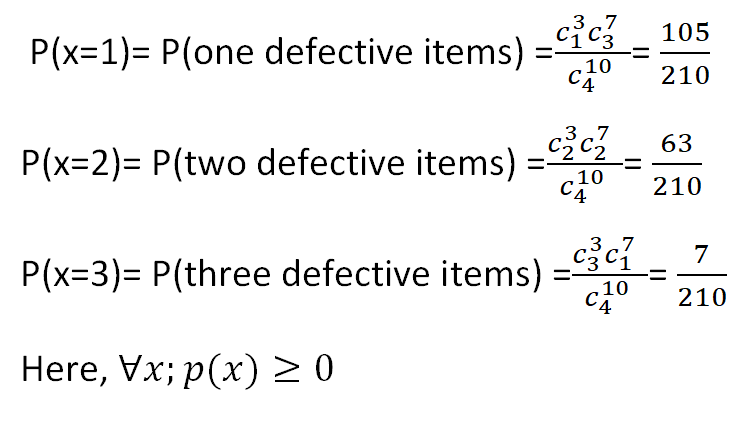 P(x=1)= P(one defective items) = \frac{c_1^3 c_3^7}{c_4^{10}} = \frac{105}{210}
P(x=2)= P(two defective items) = \frac{c_2^3 c_2^7}{c_4^{10}} = \frac{63}{210}
P(x=3)= P(three defective items) = \frac{c_3^3 c_1^7}{c_4^{10}} = \frac{7}{210}
Here, ∀x; p(x) ≥ 0